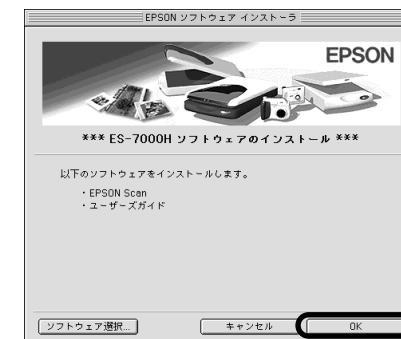 EPSON ソフトウェア インストーラ
EPSON
*** ES-7000H ソフトウェアのインストール ***
以下のソフトウェアをインストールします。
・EPSON Scan
・ユーザーズガイド
ソフトウェア選択...
キャンセル
OK